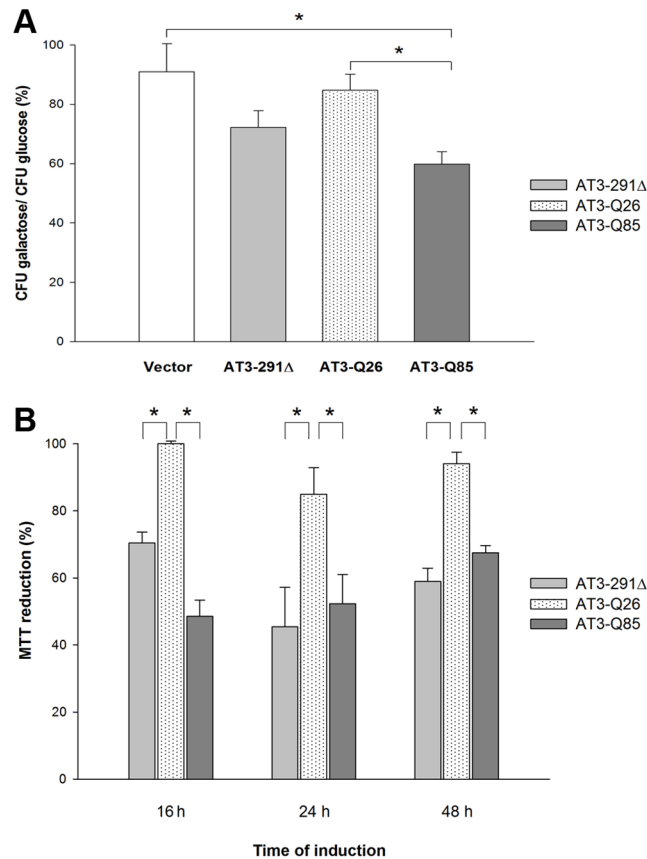 A
*
*
CFU galactose/ CFU glucose (%)
100
80
60
40
20
0
Vector
AT3-291Δ
AT3-Q26
AT3-Q85
AT3-291Δ
AT3-Q26
AT3-Q85
B
* *
* *
* *
MTT reduction (%)
100
80
60
40
20
0
16 h
24 h
48 h
Time of induction
AT3-291Δ
AT3-Q26
AT3-Q85